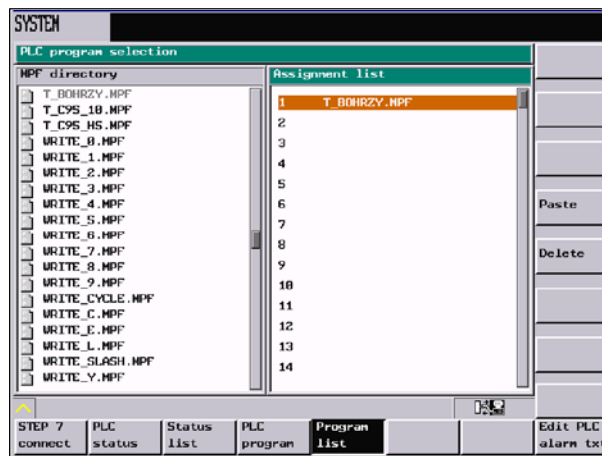 SYSTEM
PLC program selection
MPF directory
Assignment list
T_BOHRZY.MPF
T_C95_10.MPF
T_C95_HS.MPF
WRITE_0.MPF
WRITE_1.MPF
WRITE_2.MPF
WRITE_3.MPF
WRITE_4.MPF
WRITE_5.MPF
WRITE_6.MPF
WRITE_7.MPF
WRITE_8.MPF
WRITE_9.MPF
WRITE_CYCLE.MPF
WRITE_C.MPF
WRITE_E.MPF
WRITE_L.MPF
WRITE_SLASH.MPF
WRITE_Y.MPF
1 T_BOHRZY.MPF
2
3
4
5
6
7
8
9
10
11
12
13
14
Paste
Delete
STEP 7 connect
PLC status
Status list
PLC program
Program list
Edit PLC alarm txt